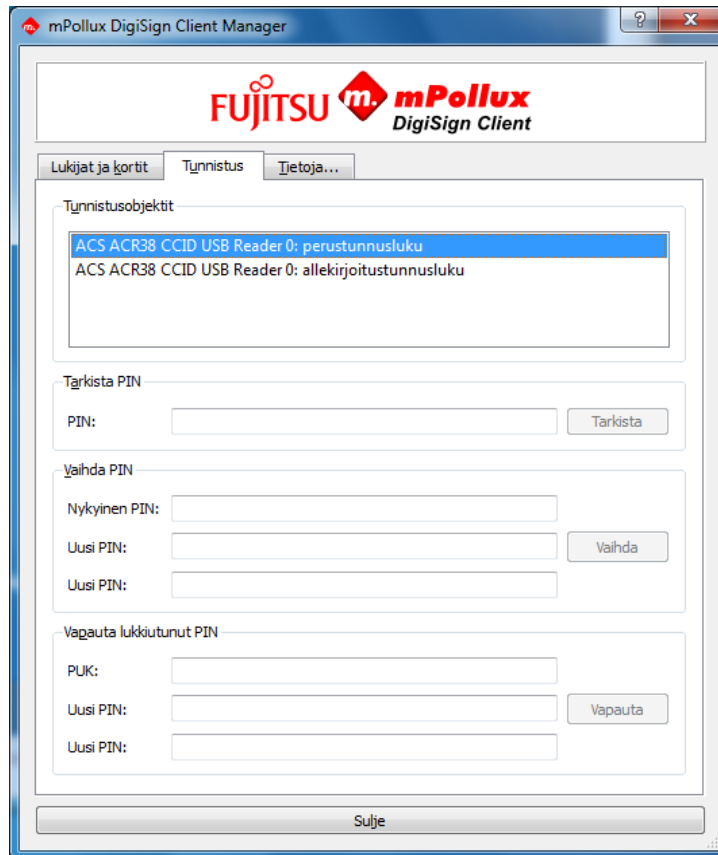 mPollux DigiSign Client Manager
FUJITSU m. mPollux
DigiSign Client
Lukijat ja kortit Tunnistus Tietoja...
Tunnistusobjektit
ACS ACR38 CCID USB Reader 0: perustunnusluku
ACS ACR38 CCID USB Reader 0: allekirjoitustunnusluku
Tarkista PIN
PIN: Tarkista
Vaihda PIN
Nykyinen PIN:
Uusi PIN: Vaihda
Uusi PIN:
Vapauta lukkiutunut PIN
PUK:
Uusi PIN: Vapauta
Uusi PIN:
Sulje